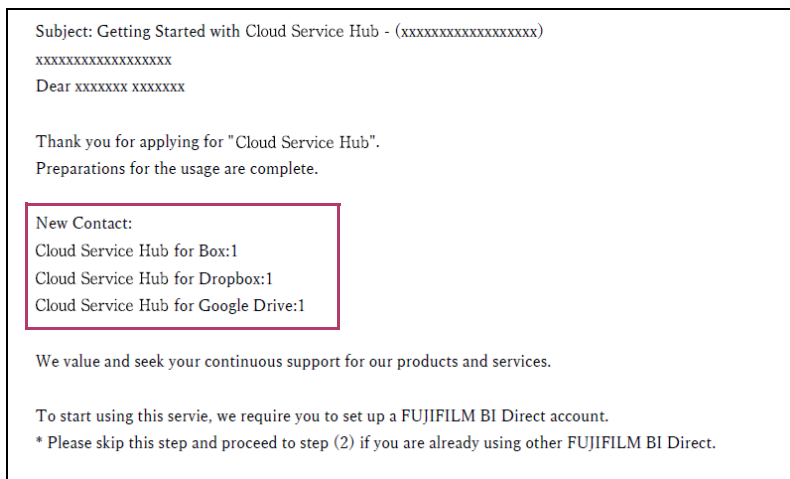 Subject: Getting Started with Cloud Service Hub - (xxxxxxxxxxxxxxxxxx)
xxxxxxxxxxxxxxxxxx
Dear xxxxxxx xxxxxxx
Thank you for applying for "Cloud Service Hub".
Preparations for the usage are complete.
New Contact:
Cloud Service Hub for Box:1
Cloud Service Hub for Dropbox:1
Cloud Service Hub for Google Drive:1
We value and seek your continuous support for our products and services.
To start using this servie, we require you to set up a FUJIFILM BI Direct account.
* Please skip this step and proceed to step (2) if you are already using other FUJIFILM BI Direct.